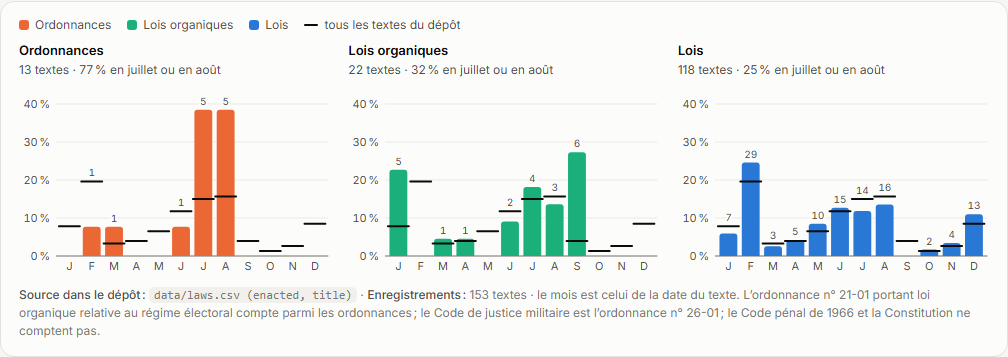 Ordonnances Lois organiques Lois tous les textes du dépôt
Ordonnances
13 textes · 77 % en juillet ou en août
40 %
30 %
20 %
10 %
0 %
1 1 1 5 5
J F M A M J J A S O N D
Lois organiques
22 textes · 32 % en juillet ou en août
40 %
30 %
20 %
10 %
0 %
5 1 1 2 4 3 6
J F M A M J J A S O N D
Lois
118 textes · 25 % en juillet ou en août
40 %
30 %
20 %
10 %
0 %
7 29 3 5 10 15 14 16 2 4 13
J F M A M J J A S O N D
Source dans le dépôt : data/laws.csv (enacted, title) · Enregistrements : 153 textes · le mois est celui de la date du texte. L’ordonnance n° 21-01 portant loi
organique relative au régime électoral compte parmi les ordonnances ; le Code de justice militaire est l’ordonnance n° 26-01 ; le Code pénal de 1966 et la Constitution ne
comptent pas.